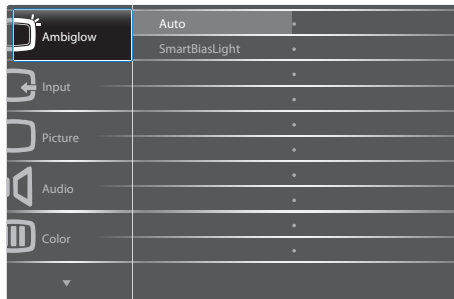 Ambiglow
Auto
SmartBiasLight
Input
Picture
Audio
Color